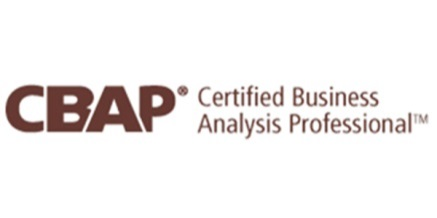 CBAP® Certified Business
Analysis Professional™